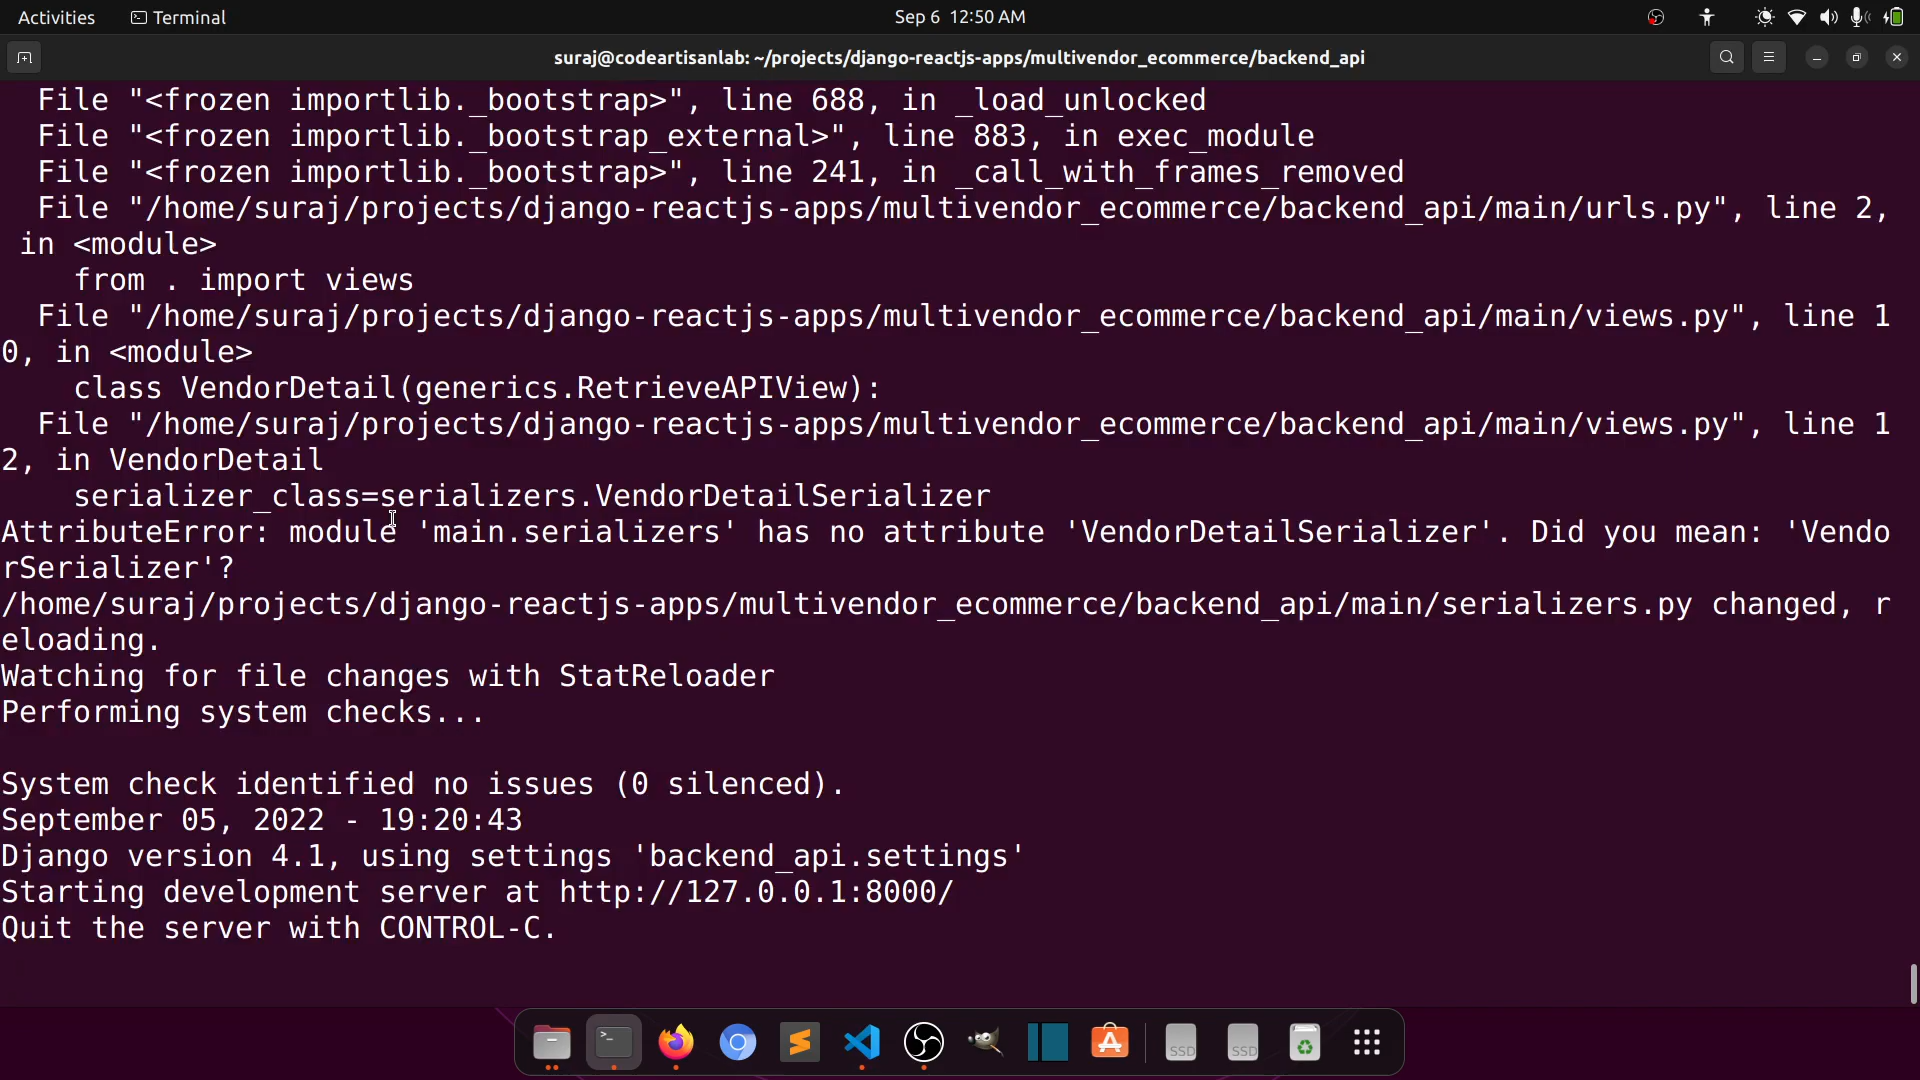 Activities
Terminal
Sep 6 12:50 AM
suraj@codeartisanlab: ~/projects/django-reactjs-apps/multivendor_ecommerce/backend_api
File "<frozen importlib._bootstrap>", line 688, in _load_unlocked
File "<frozen importlib._bootstrap_external>", line 883, in exec_module
File "<frozen importlib._bootstrap>", line 241, in _call_with_frames_removed
File "/home/suraj/projects/django-reactjs-apps/multivendor_ecommerce/backend_api/main/urls.py", line 2,
in <module>
from . import views
File "/home/suraj/projects/django-reactjs-apps/multivendor_ecommerce/backend_api/main/views.py", line 1
0, in <module>
class VendorDetail(generics.RetrieveAPIView):
File "/home/suraj/projects/django-reactjs-apps/multivendor_ecommerce/backend_api/main/views.py", line 1
2, in VendorDetail
serializer_class=serializers.VendorDetailSerializer
AttributeError: module 'main.serializers' has no attribute 'VendorDetailSerializer'. Did you mean: 'Vendo
rSerializer'?
/home/suraj/projects/django-reactjs-apps/multivendor_ecommerce/backend_api/main/serializers.py changed, r
eloading.
Watching for file changes with StatReloader
Performing system checks...
System check identified no issues (0 silenced).
September 05, 2022 - 19:20:43
Django version 4.1, using settings 'backend_api.settings'
Starting development server at http://127.0.0.1:8000/
Quit the server with CONTROL-C.
SSD
SSD